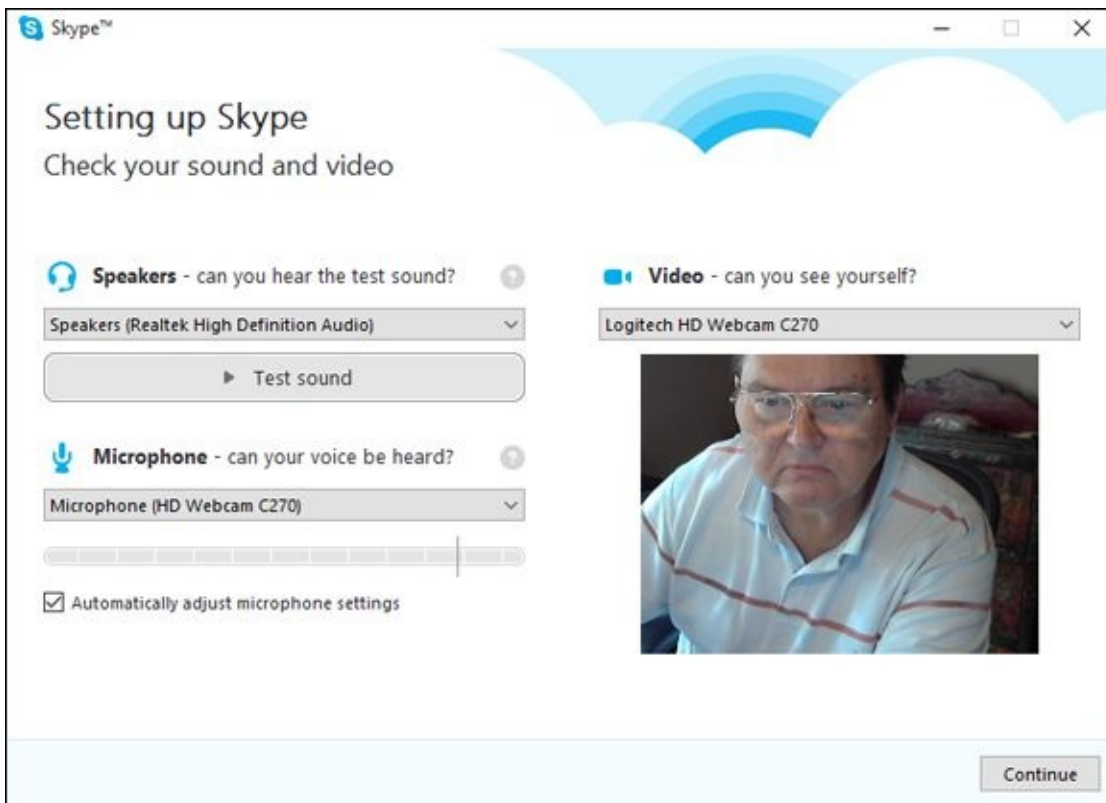 Skype™
Setting up Skype
Check your sound and video
Speakers - can you hear the test sound?
Speakers (Realtek High Definition Audio)
Test sound
Microphone - can your voice be heard?
Microphone (HD Webcam C270)
Automatically adjust microphone settings
Video - can you see yourself?
Logitech HD Webcam C270
Continue